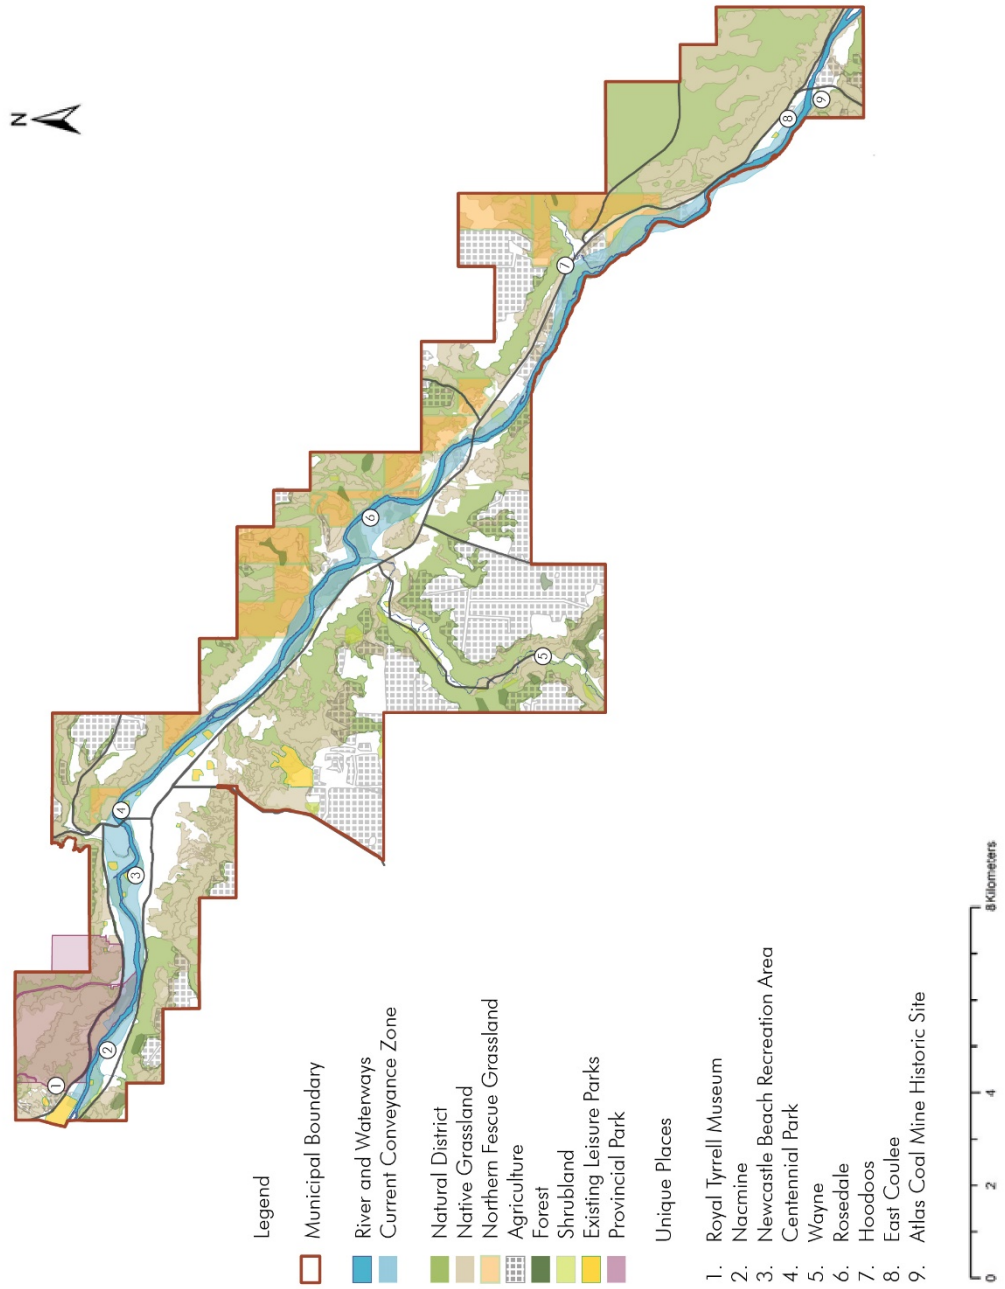 N
1
2
3
4
5
6
7
8
9
Legend
Municipal Boundary
River and Waterways
Current Conveyance Zone
Natural District
Native Grassland
Northern Fescue Grassland
Agriculture
Forest
Shrubland
Existing Leisure Parks
Provincial Park
Unique Places
1. Royal Tyrrell Museum
2. Nacmine
3. Newcastle Beach Recreation Area
4. Centennial Park
5. Wayne
6. Rosedale
7. Hoodoos
8. East Coulee
9. Atlas Coal Mine Historic Site
0 2 4 8 Kilometers